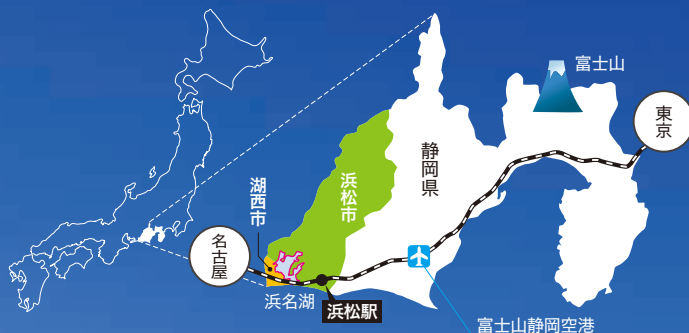 富士山
東京
静岡県
浜松市
湖西市
名古屋
浜名湖
浜松駅
富士山静岡空港